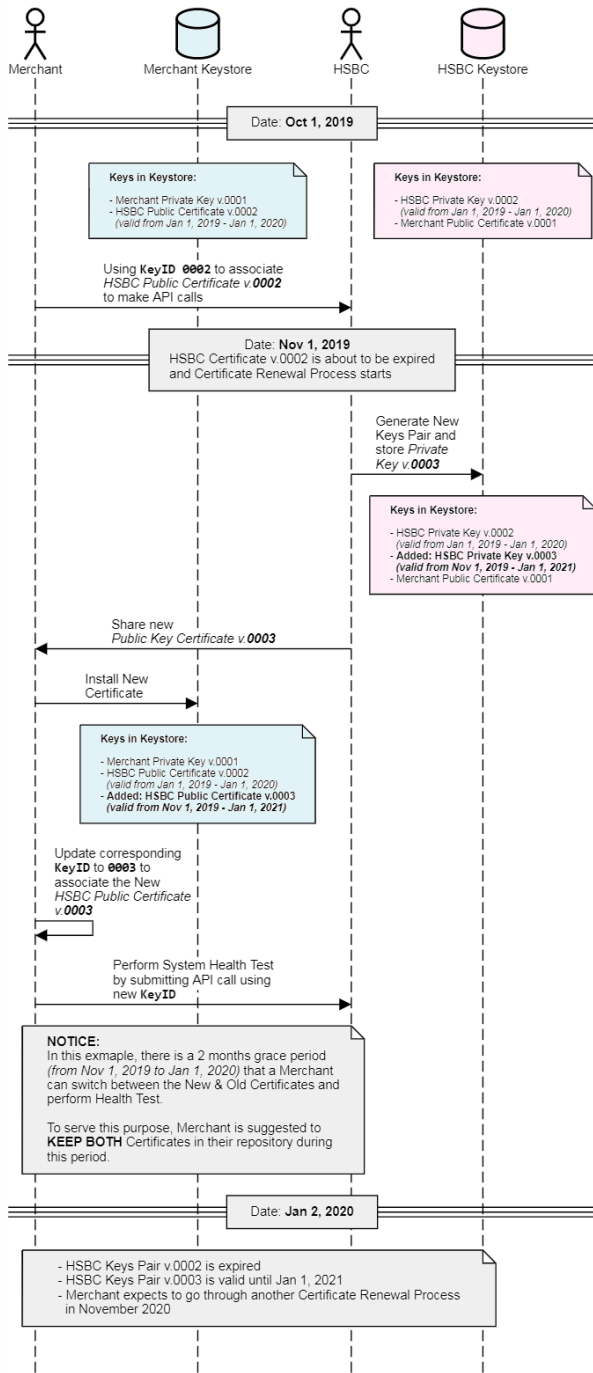 Merchant
Merchant Keystore
HSBC
HSBC Keystore
Date: Oct 1, 2019
Keys in Keystore:
- Merchant Private Key v.0001
- HSBC Public Certificate v.0002
(valid from Jan 1, 2019 - Jan 1, 2020)
Keys in Keystore:
- HSBC Private Key v.0002
(valid from Jan 1, 2019 - Jan 1, 2020)
- Merchant Public Certificate v.0001
Using KeyID 0002 to associate
HSBC Public Certificate v.0002
to make API calls
Date: Nov 1, 2019
HSBC Certificate v.0002 is about to be expired
and Certificate Renewal Process starts
Generate New
Keys Pair and
store Private
Key v.0003
Keys in Keystore:
- HSBC Private Key v.0002
(valid from Jan 1, 2019 - Jan 1, 2020)
- Added: HSBC Private Key v.0003
(valid from Nov 1, 2019 - Jan 1, 2021)
- Merchant Public Certificate v.0001
Share new
Public Key Certificate v.0003
Install New
Certificate
Keys in Keystore:
- Merchant Private Key v.0001
- HSBC Public Certificate v.0002
(valid from Jan 1, 2019 - Jan 1, 2020)
- Added: HSBC Public Certificate v.0003
(valid from Nov 1, 2019 - Jan 1, 2021)
Update corresponding
KeyID to 0003 to
associate the New
HSBC Public Certificate
v.0003
Perform System Health Test
by submitting API call using
new KeyID
NOTICE:
In this exmaple, there is a 2 months grace period
(from Nov 1, 2019 to Jan 1, 2020) that a Merchant
can switch between the New & Old Certificates and
perform Health Test.
To serve this purpose, Merchant is suggested to
KEEP BOTH Certificates in their repository during
this period.
Date: Jan 2, 2020
- HSBC Keys Pair v.0002 is expired
- HSBC Keys Pair v.0003 is valid until Jan 1, 2021
- Merchant expects to go through another Certificate Renewal Process
in November 2020